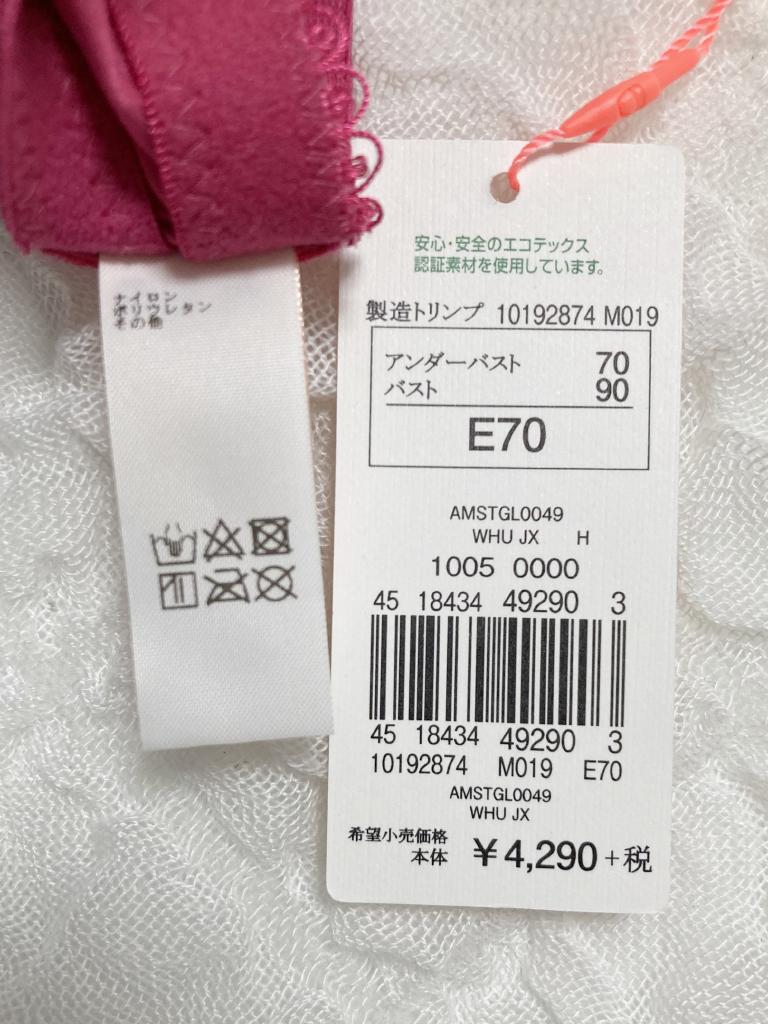 ナイロン
ポリウレタン
その他
安心・安全のエコテックス
認証素材を使用しています。
製造トリンプ 10192874 M019
アンダーバスト 70
バスト 90
E70
AMSTGL0049
WHU JX H
1005 0000
45 18434 49290 3
45 18434 49290 3
10192874 M019 E70
AMSTGL0049
WHU JX
希望小売価格
本体 ¥4,290+税